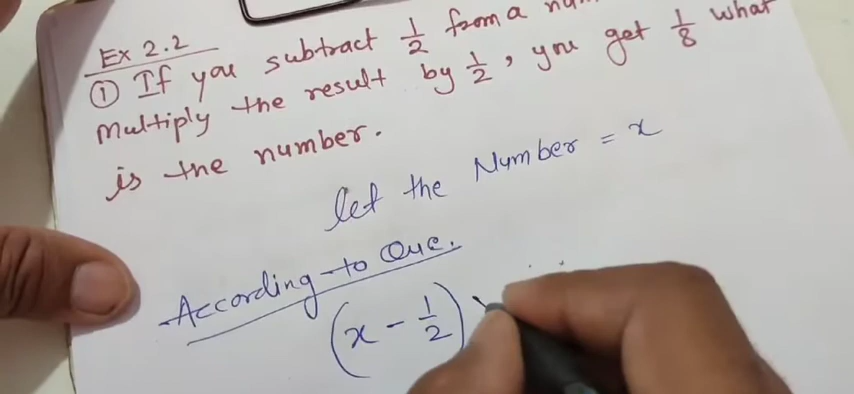 Ex 2.2
① If you subtract 1/2 from a
Multiply the result by 1/2, you get 1/8 what
is the number.
let the Number = x
According to Que.
(x - 1/2)